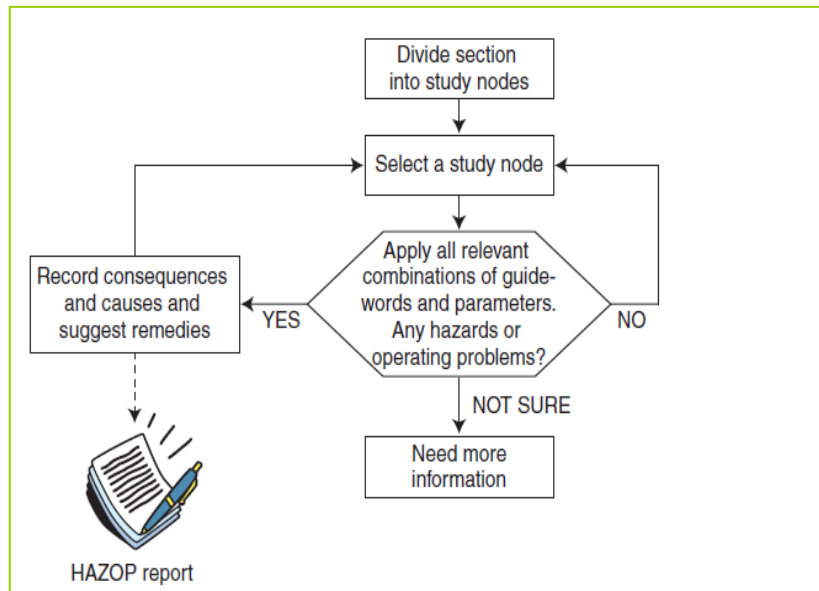 Divide section
into study nodes
Select a study node
Apply all relevant
combinations of guide-
words and parameters.
Any hazards or
operating problems?
Record consequences
and causes and
suggest remedies
YES
NO
NOT SURE
Need more
information
HAZOP report